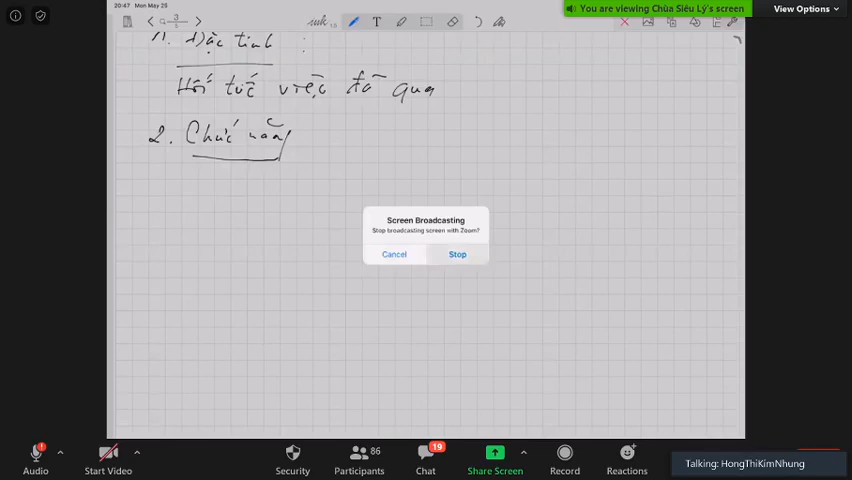 20:47 Mon May 25
You are viewing Chùa Siêu Lý's screen
View Options
3
T
1. Đặc tính :
Hối tiếc việc đã qua
2. Chức năng
Screen Broadcasting
Stop broadcasting screen with Zoom?
Cancel
Stop
Audio
Start Video
Security
86
Participants
19
Chat
Share Screen
Record
Reactions
Talking: HongThiKimNhung